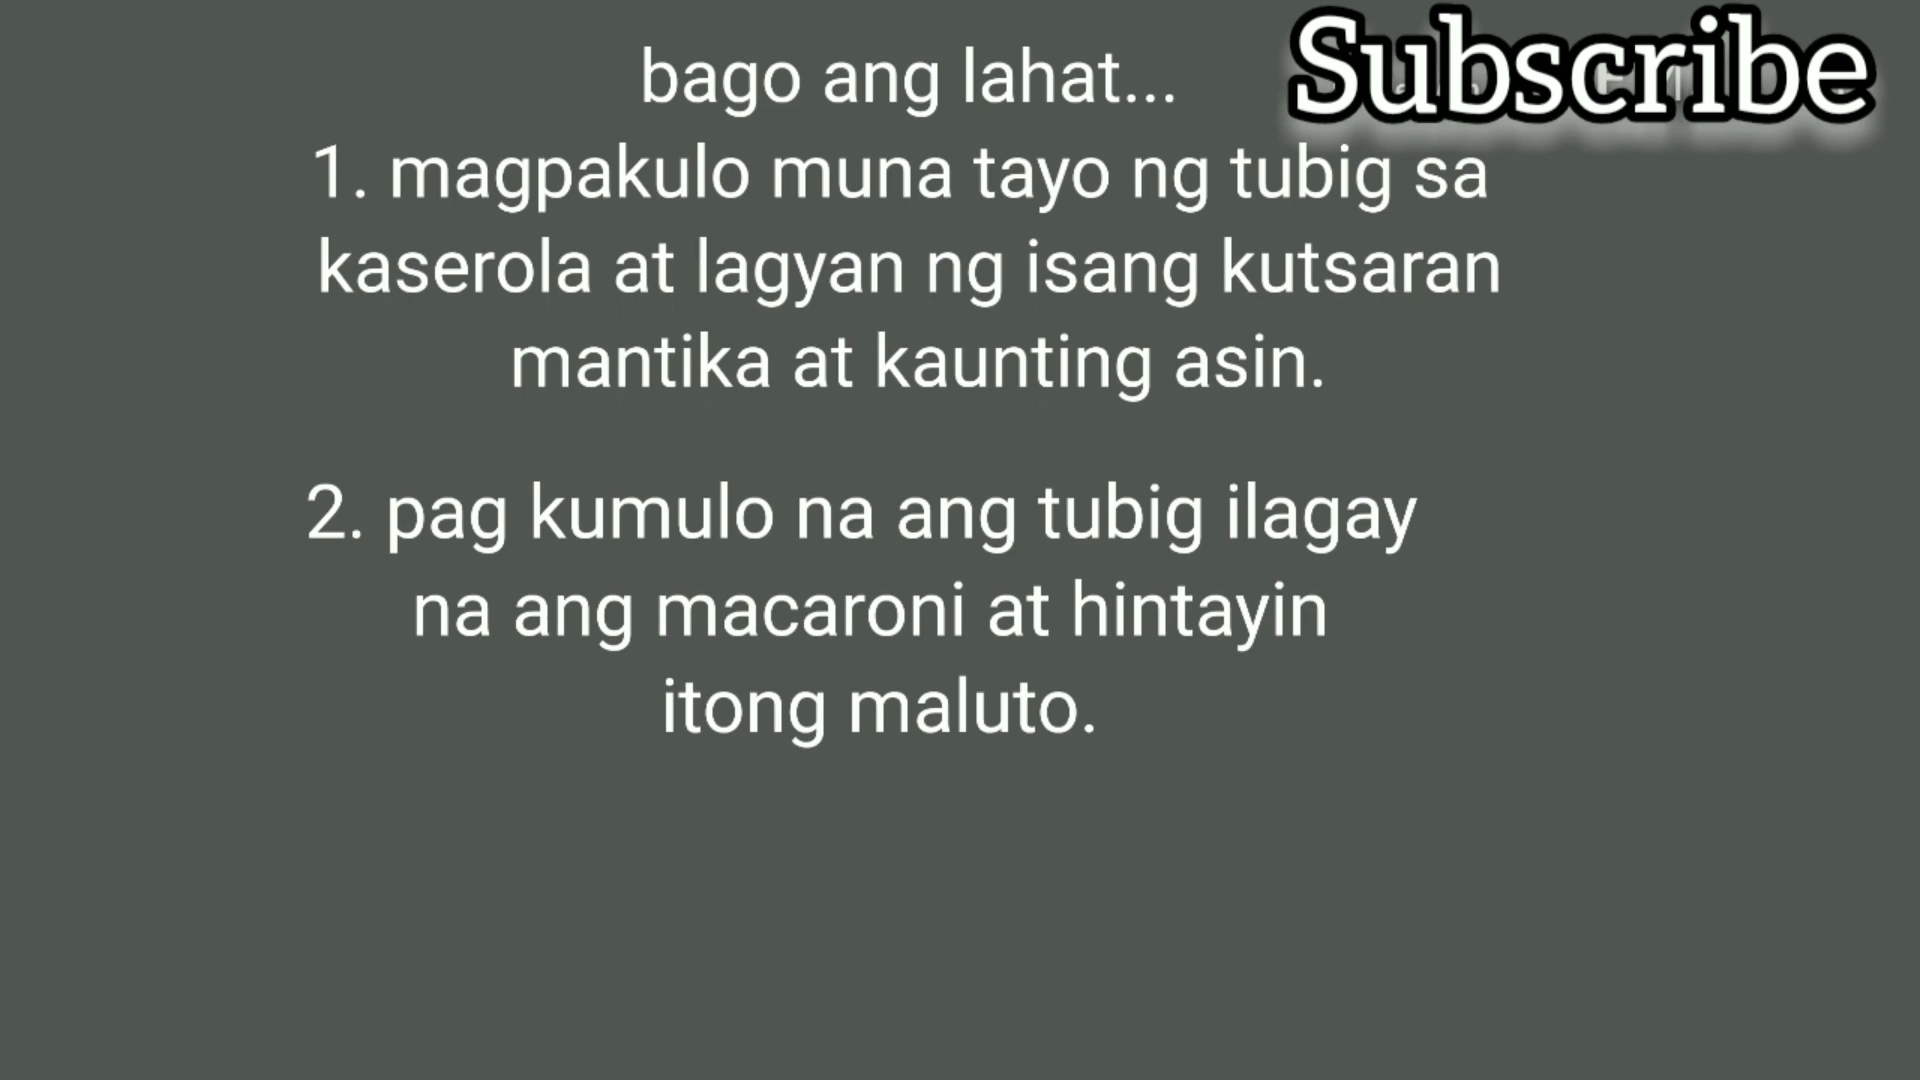 Subscribe
bago ang lahat...
1. magpakulo muna tayo ng tubig sa
kaserola at lagyan ng isang kutsaran
mantika at kaunting asin.
2. pag kumulo na ang tubig ilagay
na ang macaroni at hintayin
itong maluto.